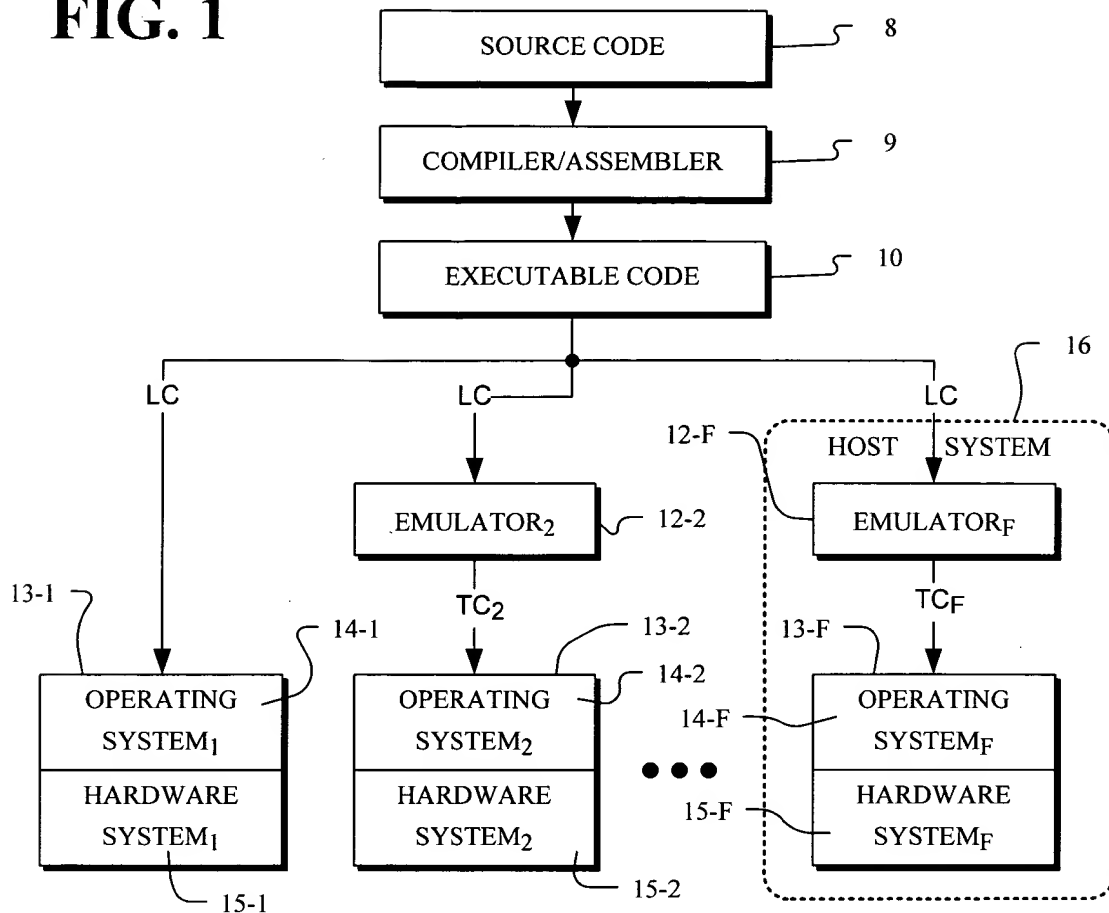 FIG. 1
SOURCE CODE
8
COMPILER/ASSEMBLER
9
EXECUTABLE CODE
10
16
LC
LC
LC
12-F
HOST SYSTEM
EMULATOR2
12-2
EMULATORF
13-1
TC2
TCF
14-1
13-2
13-F
OPERATING
SYSTEM1
14-2
OPERATING
SYSTEM2
14-F
OPERATING
SYSTEMF
HARDWARE
SYSTEM1
HARDWARE
SYSTEM2
15-F
HARDWARE
SYSTEMF
15-1
15-2